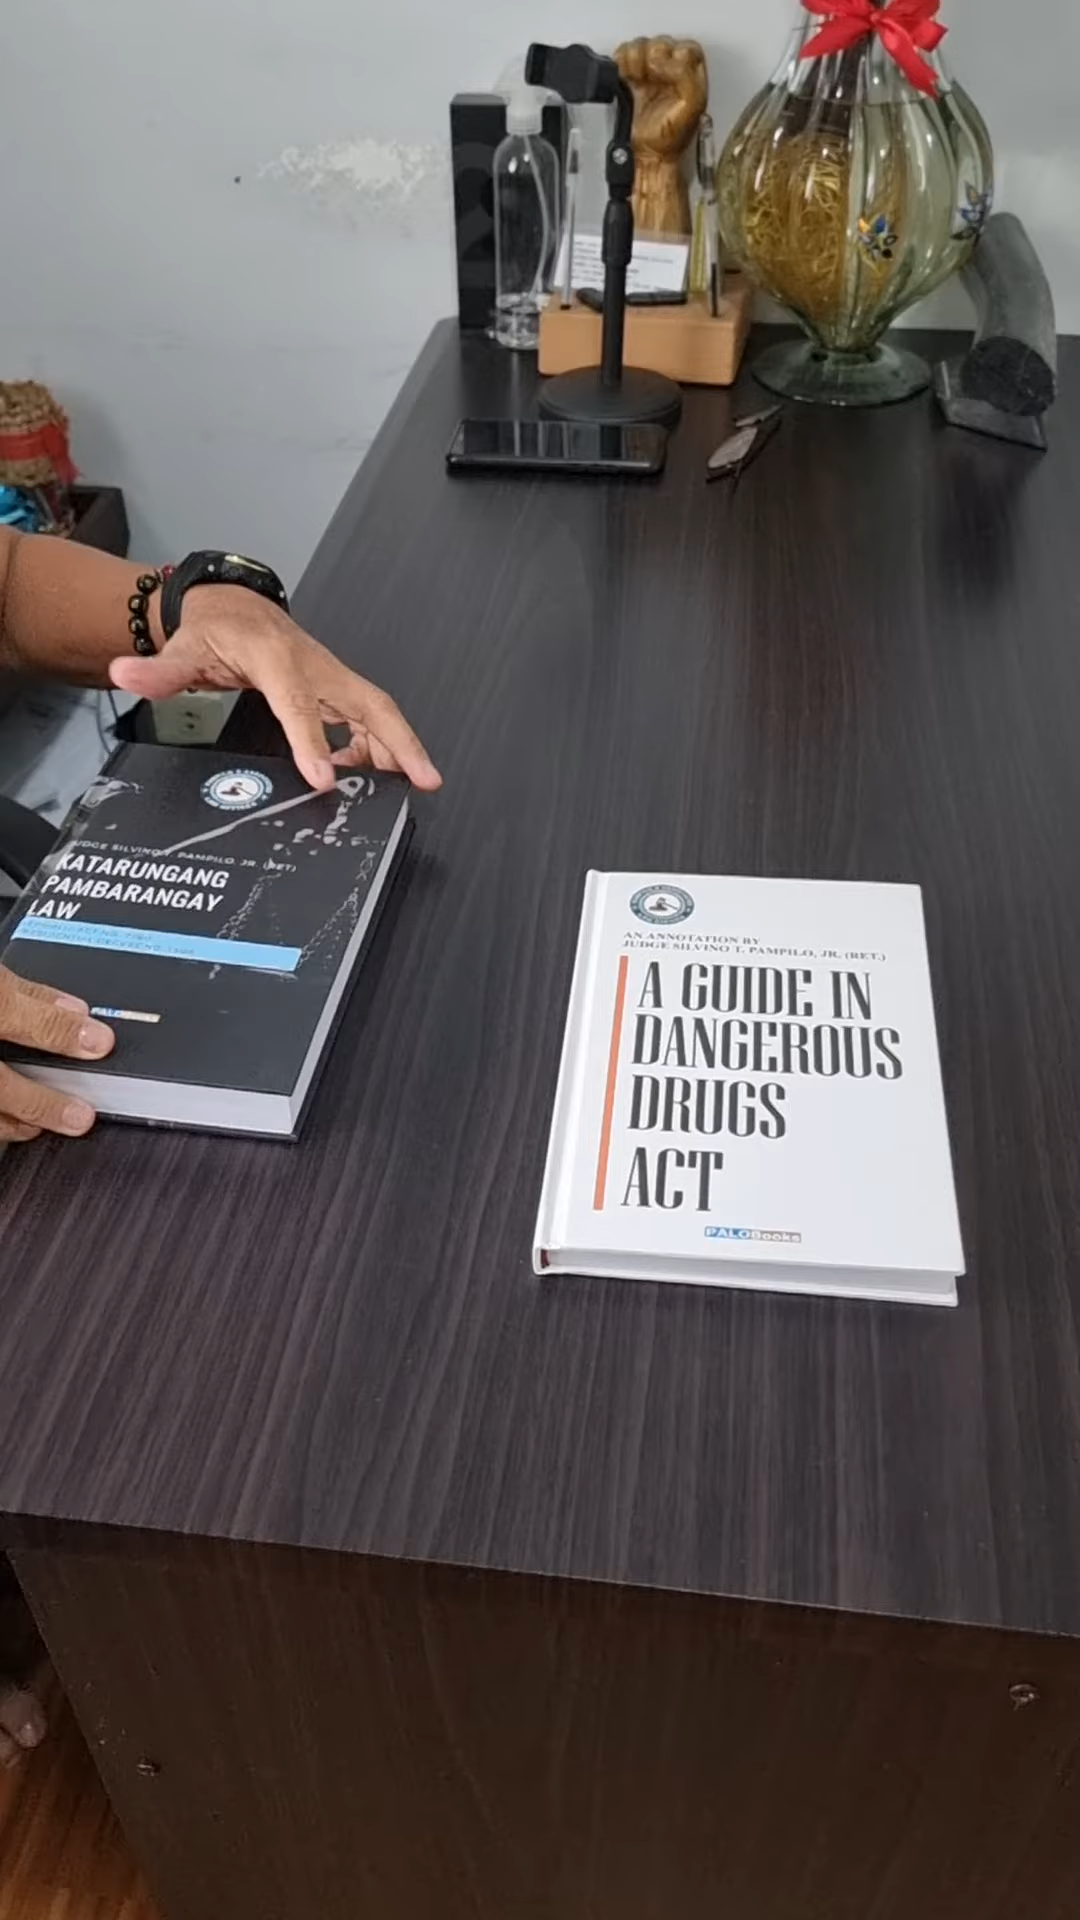 JUDGE SILVINO T. PAMPILO, JR. (RET)
KATARUNGANG
PAMBARANGAY
LAW
PALOBooks
AN ANNOTATION BY
JUDGE SILVINO T. PAMPILO, JR. (RET.)
A GUIDE IN
DANGEROUS
DRUGS
ACT
PALOBooks